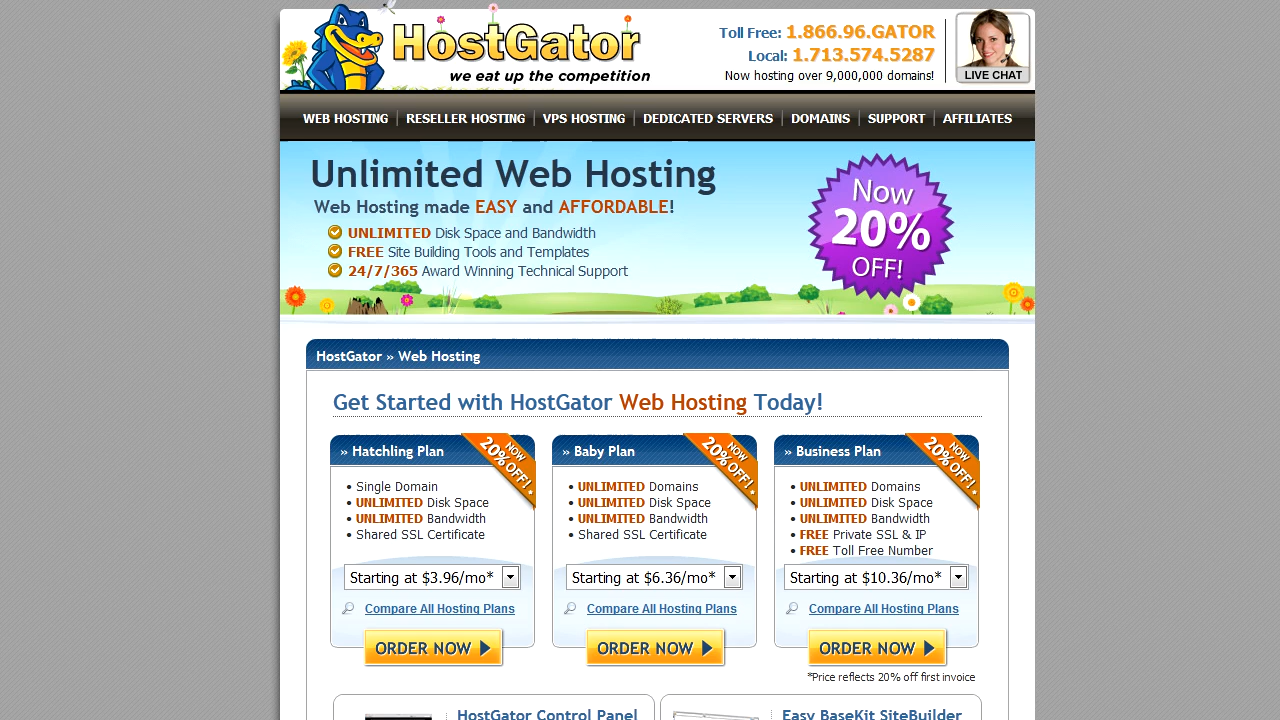 HostGator
we eat up the competition
Toll Free: 1.866.96.GATOR
Local: 1.713.574.5287
Now hosting over 9,000,000 domains!
LIVE CHAT
WEB HOSTING | RESELLER HOSTING | VPS HOSTING | DEDICATED SERVERS | DOMAINS | SUPPORT | AFFILIATES
Unlimited Web Hosting
Web Hosting made EASY and AFFORDABLE!
UNLIMITED Disk Space and Bandwidth
FREE Site Building Tools and Templates
24/7/365 Award Winning Technical Support
Now
20%
OFF!
HostGator » Web Hosting
Get Started with HostGator Web Hosting Today!
» Hatchling Plan
NOW
20% OFF!*
• Single Domain
• UNLIMITED Disk Space
• UNLIMITED Bandwidth
• Shared SSL Certificate
Starting at $3.96/mo*
Compare All Hosting Plans
ORDER NOW
» Baby Plan
NOW
20% OFF!*
• UNLIMITED Domains
• UNLIMITED Disk Space
• UNLIMITED Bandwidth
• Shared SSL Certificate
Starting at $6.36/mo*
Compare All Hosting Plans
ORDER NOW
» Business Plan
NOW
20% OFF!*
• UNLIMITED Domains
• UNLIMITED Disk Space
• UNLIMITED Bandwidth
• FREE Private SSL & IP
• FREE Toll Free Number
Starting at $10.36/mo*
Compare All Hosting Plans
ORDER NOW
*Price reflects 20% off first invoice
HostGator Control Panel
Easy BaseKit SiteBuilder